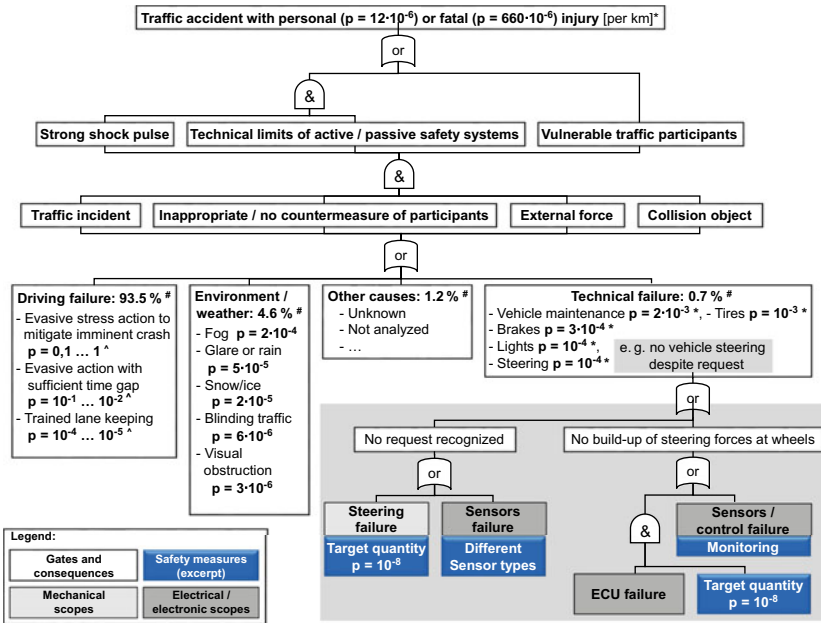 Traffic accident with personal (p = 12·10⁻⁶) or fatal (p = 660·10⁻⁶) injury [per km]*
or
&
Strong shock pulse
Technical limits of active / passive safety systems
Vulnerable traffic participants
&
Traffic incident
Inappropriate / no countermeasure of participants
External force
Collision object
or
Driving failure: 93.5 % #
- Evasive stress action to
mitigate imminent crash
p = 0,1 … 1 ^
- Evasive action with
sufficient time gap
p = 10⁻¹ … 10⁻² ^
- Trained lane keeping
p = 10⁻⁴ … 10⁻⁵ ^
Environment /
weather: 4.6 % #
- Fog p = 2·10⁻⁴
- Glare or rain
p = 5·10⁻⁵
- Snow/ice
p = 2·10⁻⁵
- Blinding traffic
p = 6·10⁻⁶
- Visual
obstruction
p = 3·10⁻⁶
Other causes: 1.2 % #
- Unknown
- Not analyzed
- …
Technical failure: 0.7 % #
- Vehicle maintenance p = 2·10⁻³ *, - Tires p = 10⁻³ *
- Brakes p = 3·10⁻⁴ *
- Lights p = 10⁻⁴ *,
- Steering p = 10⁻⁴ *
e. g. no vehicle steering
despite request
or
No request recognized
No build-up of steering forces at wheels
or
or
Steering
failure
Target quantity
p = 10⁻⁸
Sensors
failure
Different
Sensor types
&
Sensors /
control failure
Monitoring
ECU failure
Target quantity
p = 10⁻⁸
Legend:
Gates and
consequences
Safety measures
(excerpt)
Mechanical
scopes
Electrical /
electronic scopes